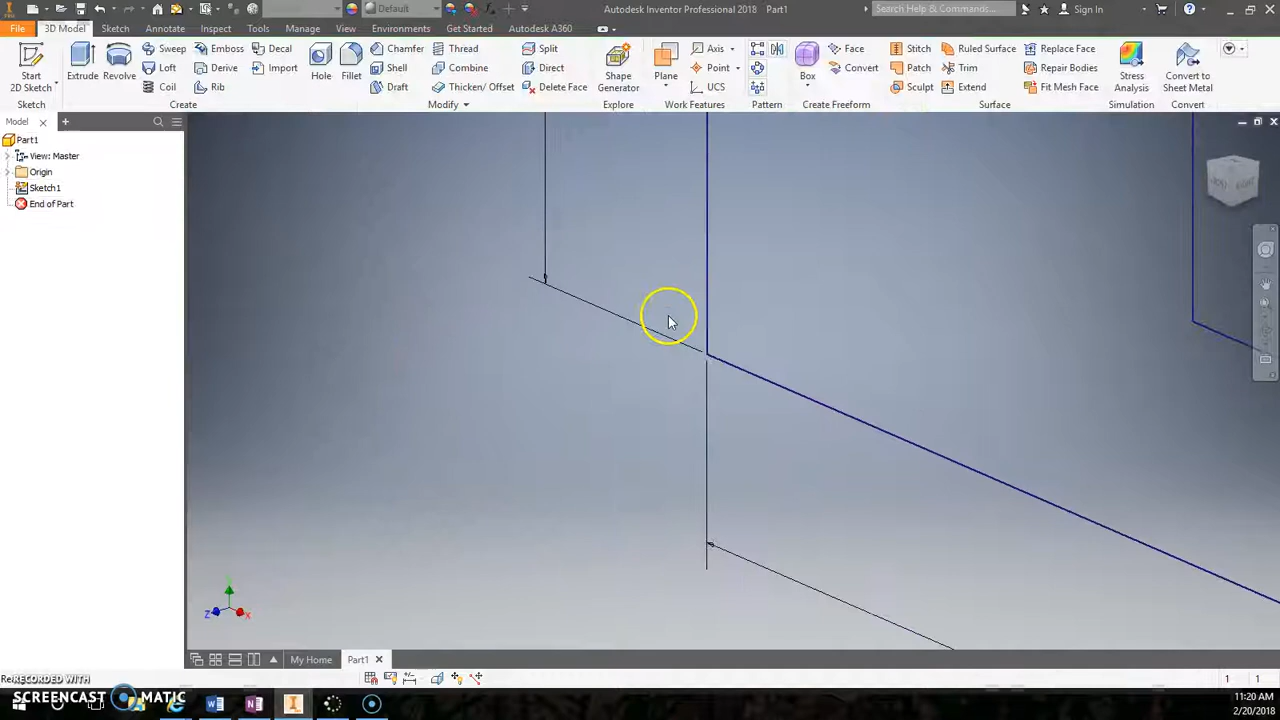 Default
Autodesk Inventor Professional 2018 Part1
Search Help & Commands...
Sign In
File
3D Model
Sketch
Annotate
Inspect
Tools
Manage
View
Environments
Get Started
Autodesk A360
Start
2D Sketch
Extrude
Revolve
Sweep
Loft
Coil
Emboss
Derive
Rib
Decal
Import
Hole
Fillet
Chamfer
Shell
Draft
Thread
Combine
Thicken/ Offset
Split
Direct
Delete Face
Shape
Generator
Plane
Axis
Point
UCS
Box
Face
Convert
Stitch
Patch
Sculpt
Ruled Surface
Trim
Extend
Replace Face
Repair Bodies
Fit Mesh Face
Stress
Analysis
Convert to
Sheet Metal
Sketch
Create
Modify
Explore
Work Features
Pattern
Create Freeform
Surface
Simulation
Convert
Model
Part1
View: Master
Origin
Sketch1
End of Part
Z
X
My Home
Part1
1
1
RECORDED WITH
SCREENCAST MATIC
11:20 AM
2/20/2018